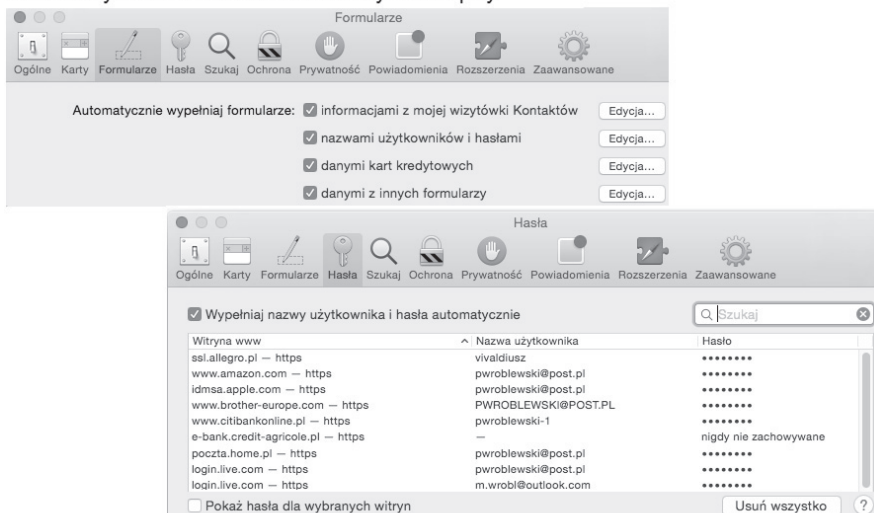 Formularze
Ogólne Karty Formularze Hasła Szukaj Ochrona Prywatność Powiadomienia Rozszerzenia Zaawansowane
Automatycznie wypełniaj formularze: informacjami z mojej wizytówki Kontaktów Edycja...
nazwami użytkowników i hasłami Edycja...
danymi kart kredytowych Edycja...
danymi z innych formularzy Edycja...
Hasła
Ogólne Karty Formularze Hasła Szukaj Ochrona Prywatność Powiadomienia Rozszerzenia Zaawansowane
Wypełniaj nazwy użytkownika i hasła automatycznie Szukaj
Witryna www Nazwa użytkownika Hasło
ssl.allegro.pl — https vivaldiusz ••••••••
www.amazon.com — https pwroblewski@post.pl ••••••••
idmsa.apple.com — https pwroblewski@post.pl ••••••••
www.brother-europe.com — https PWROBLEWSKI@POST.PL ••••••••
www.citibankonline.pl — https pwroblewski-1 ••••••••
e-bank.credit-agricole.pl — https — nigdy nie zachowywane
poczta.home.pl — https pwroblewski@post.pl ••••••••
login.live.com — https pwroblewski@post.pl ••••••••
login.live.com — https m.wrobl@outlook.com ••••••••
Pokaż hasła dla wybranych witryn Usuń wszystko ?